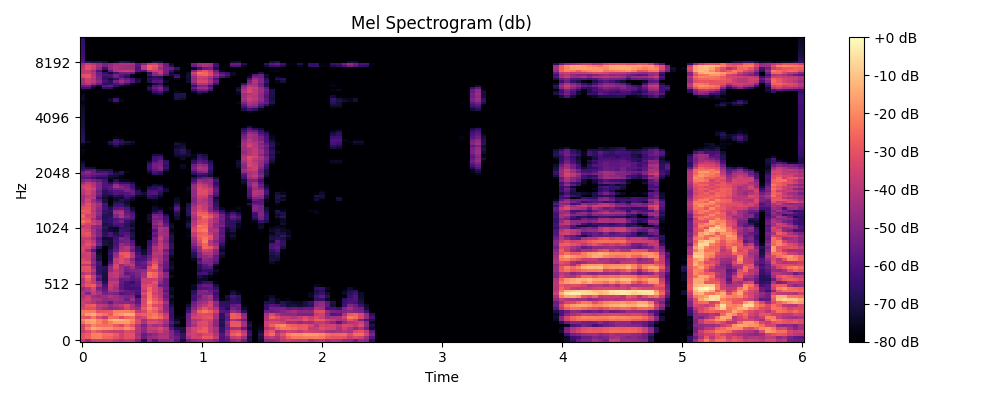 Mel Spectrogram (db)
Hz
8192
4096
2048
1024
512
0
0 1 2 3 4 5 6
Time
+0 dB
-10 dB
-20 dB
-30 dB
-40 dB
-50 dB
-60 dB
-70 dB
-80 dB